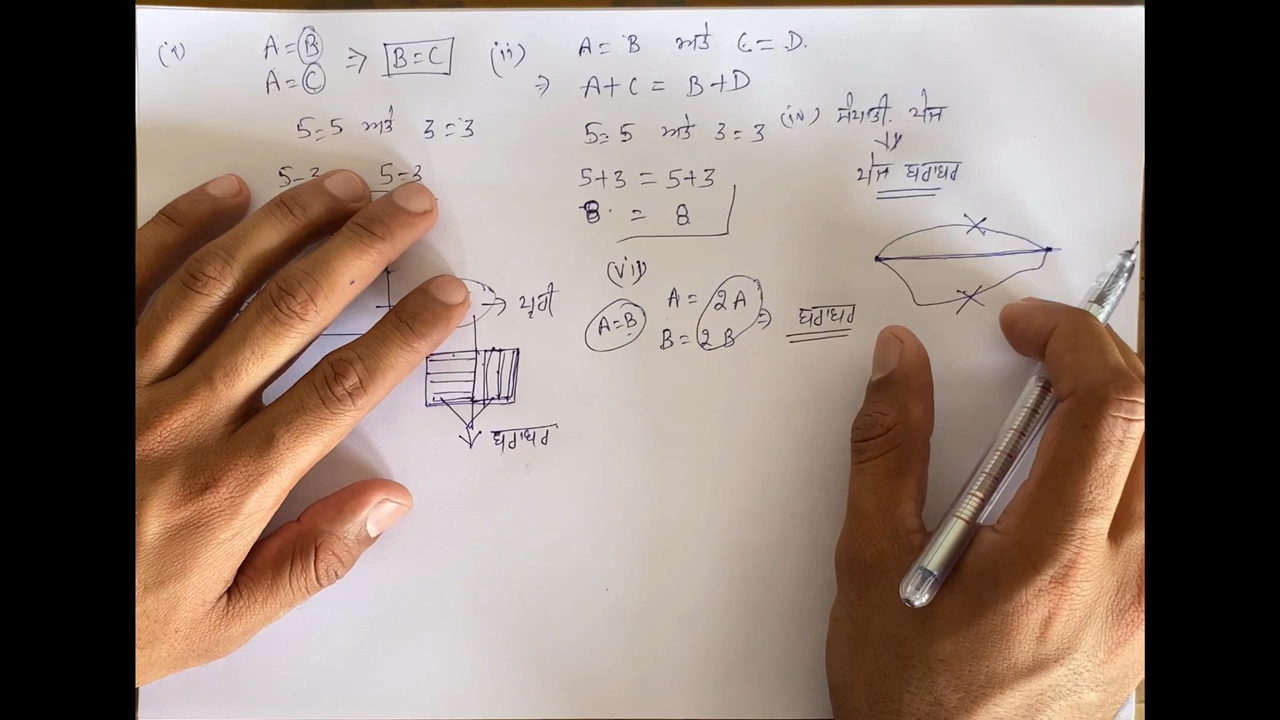 (i) A = B
A = C ⇒ B = C
5 = 5 ਅਤੇ 3 = 3
5 - 3 5 - 3
(ii) A = B ਅਤੇ C = D.
⇒ A + C = B + D
5 = 5 ਅਤੇ 3 = 3
5 + 3 = 5 + 3
8 = 8
(iv) ਪੇਜ
ਪੇਜ ਬਰਾਬਰ
→ ਪੂਰੀ
ਬਰਾਬਰ
(vi)
A = B
A = 2A
B = 2B ⇒ ਬਰਾਬਰ